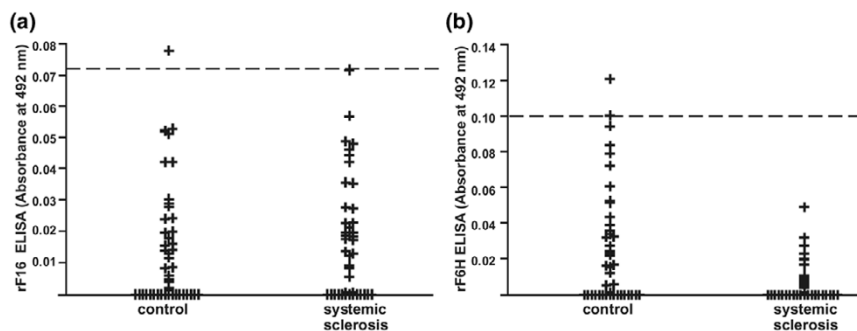 (a)
rF16 ELISA (Absorbance at 492 nm)
0.08
0.07
0.06
0.05
0.04
0.03
0.02
0.01
control
systemic
sclerosis
(b)
rF6H ELISA (Absorbance at 492 nm)
0.14
0.12
0.10
0.08
0.06
0.04
0.02
control
systemic
sclerosis